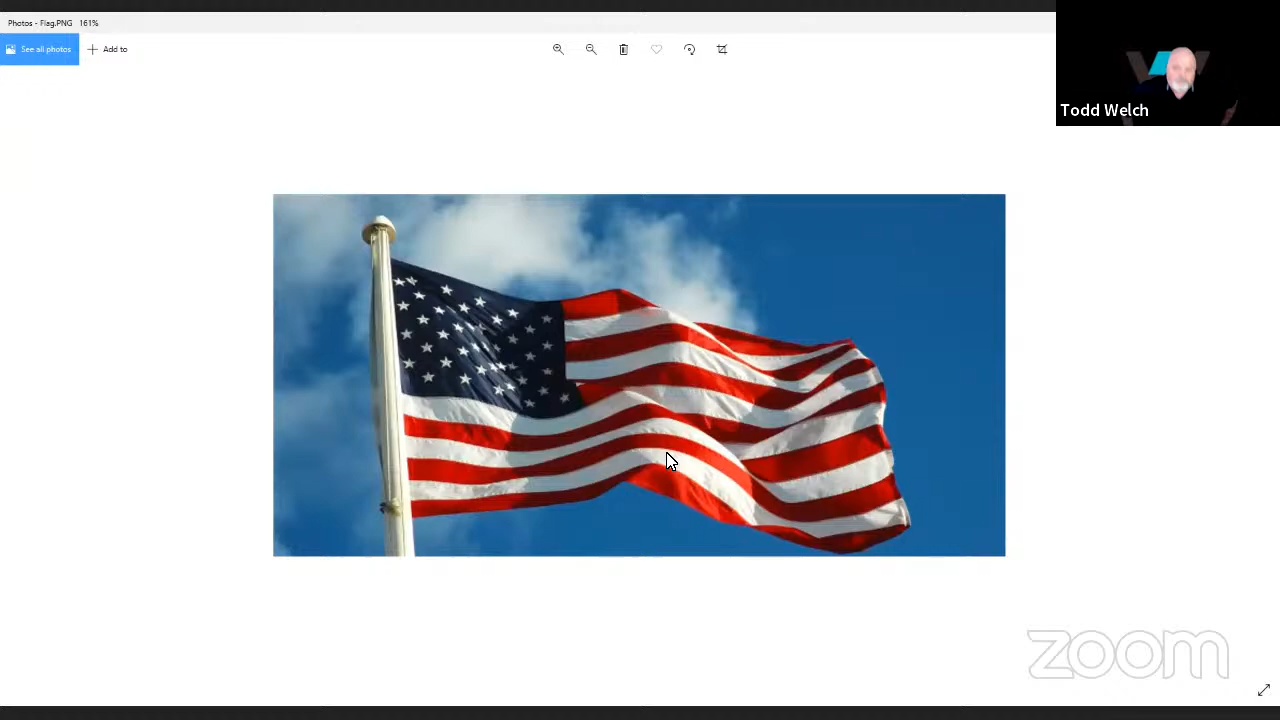 Photos - Flag.PNG 161%
See all photos
Add to
Todd Welch
zoom